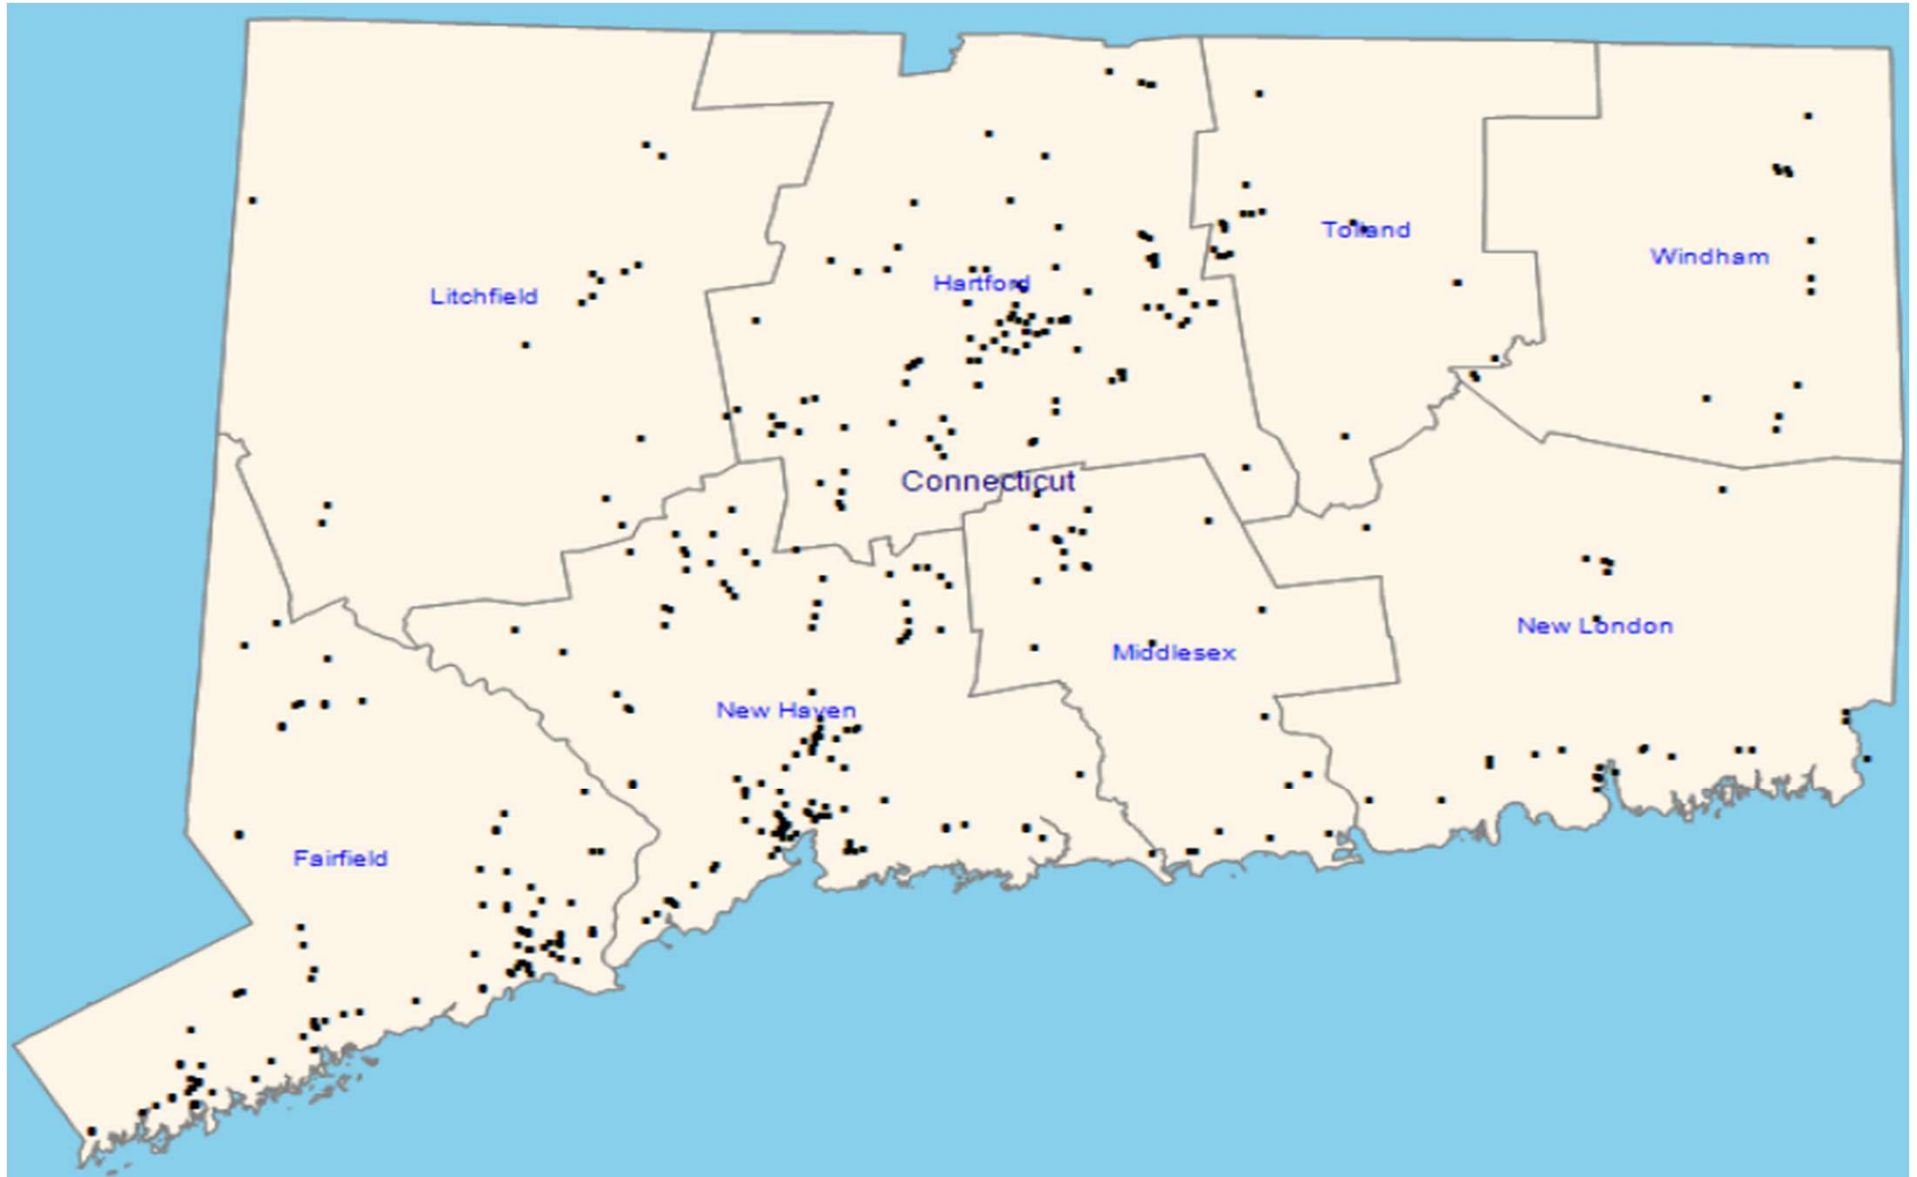 Tolland
Windham
Hartford
Litchfield
Connecticut
New London
Middlesex
New Haven
Fairfield